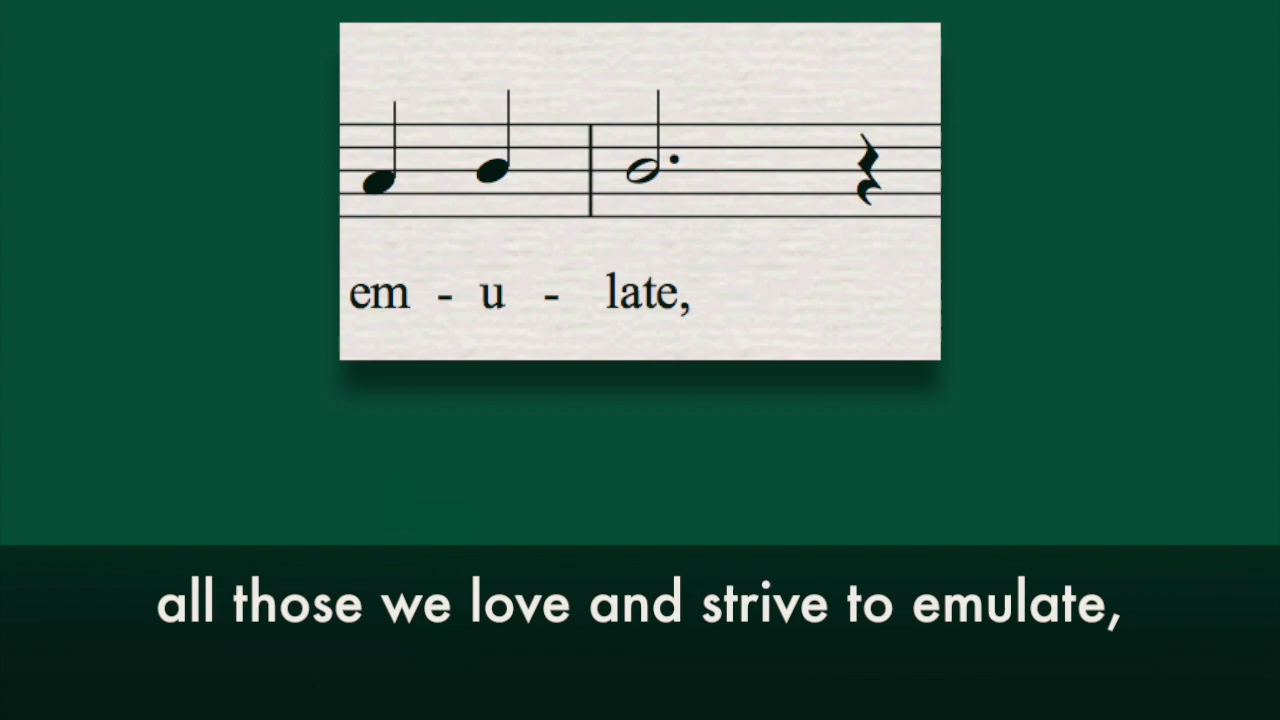 em - u - late,
all those we love and strive to emulate,